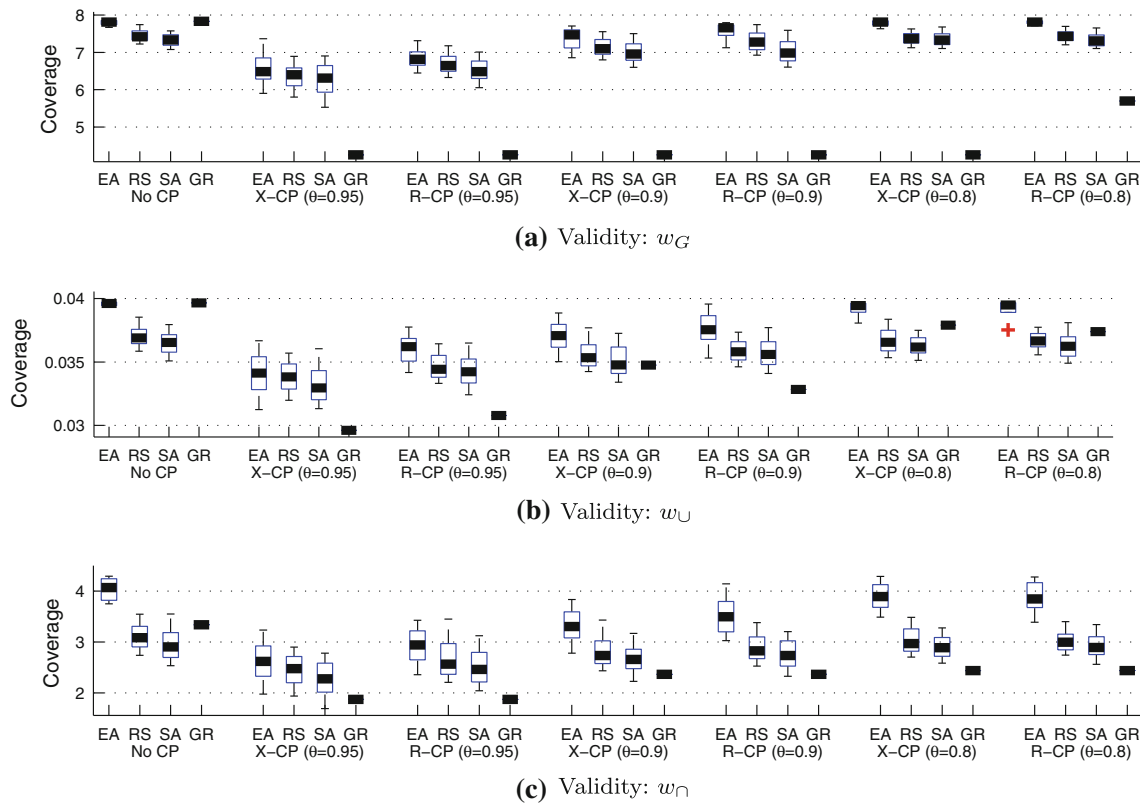 8
7
6
5
Coverage
EA RS SA GR EA RS SA GR EA RS SA GR EA RS SA GR EA RS SA GR EA RS SA GR EA RS SA GR
No CP X−CP (θ=0.95) R−CP (θ=0.95) X−CP (θ=0.9) R−CP (θ=0.9) X−CP (θ=0.8) R−CP (θ=0.8)
(a) Validity: w_G
0.04
0.035
0.03
Coverage
EA RS SA GR EA RS SA GR EA RS SA GR EA RS SA GR EA RS SA GR EA RS SA GR EA RS SA GR
No CP X−CP (θ=0.95) R−CP (θ=0.95) X−CP (θ=0.9) R−CP (θ=0.9) X−CP (θ=0.8) R−CP (θ=0.8)
(b) Validity: w_∪
4
3
2
Coverage
EA RS SA GR EA RS SA GR EA RS SA GR EA RS SA GR EA RS SA GR EA RS SA GR EA RS SA GR
No CP X−CP (θ=0.95) R−CP (θ=0.95) X−CP (θ=0.9) R−CP (θ=0.9) X−CP (θ=0.8) R−CP (θ=0.8)
(c) Validity: w_∩